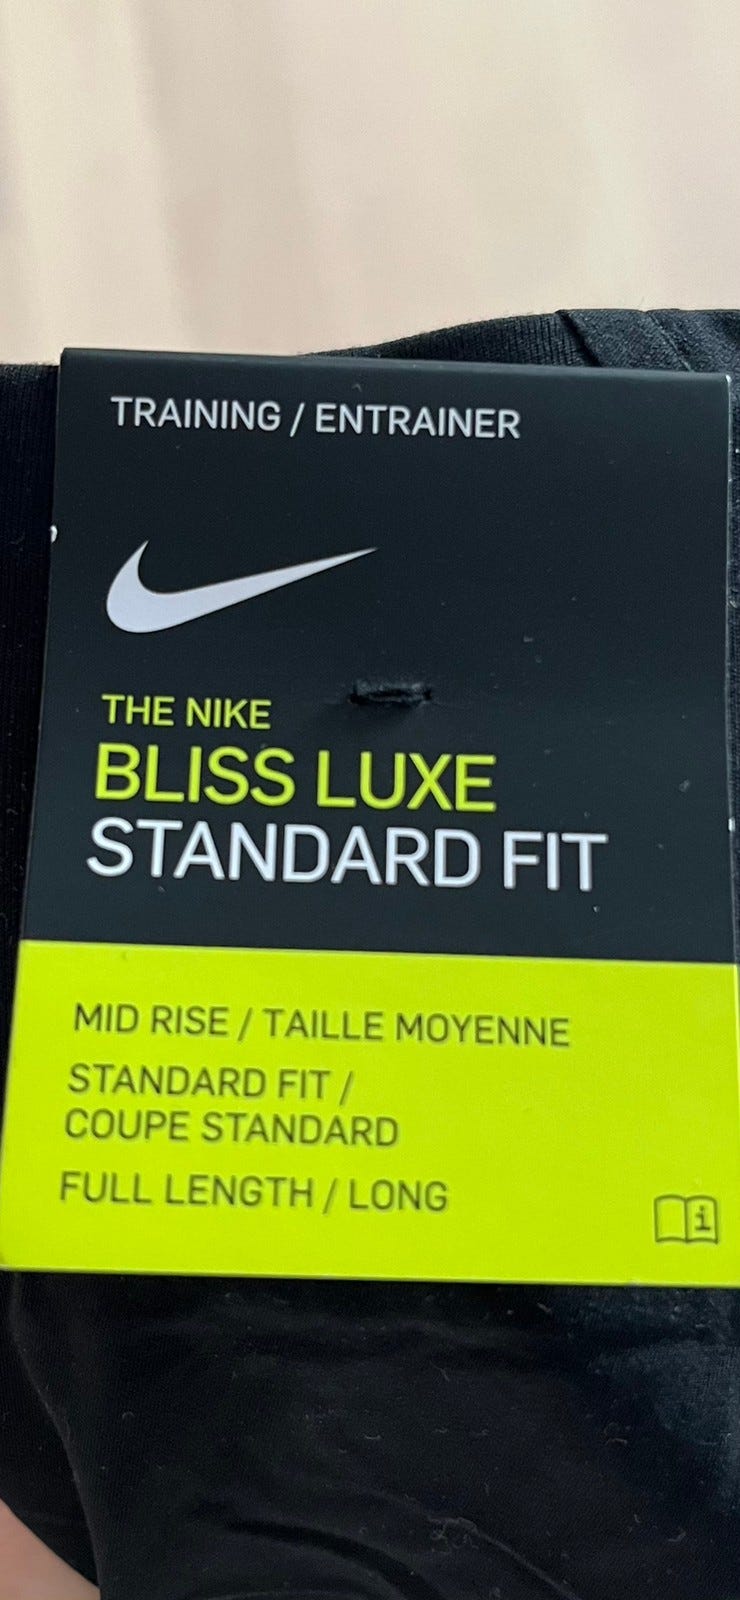 TRAINING / ENTRAINER
THE NIKE
BLISS LUXE
STANDARD FIT
MID RISE / TAILLE MOYENNE
STANDARD FIT /
COUPE STANDARD
FULL LENGTH / LONG
i